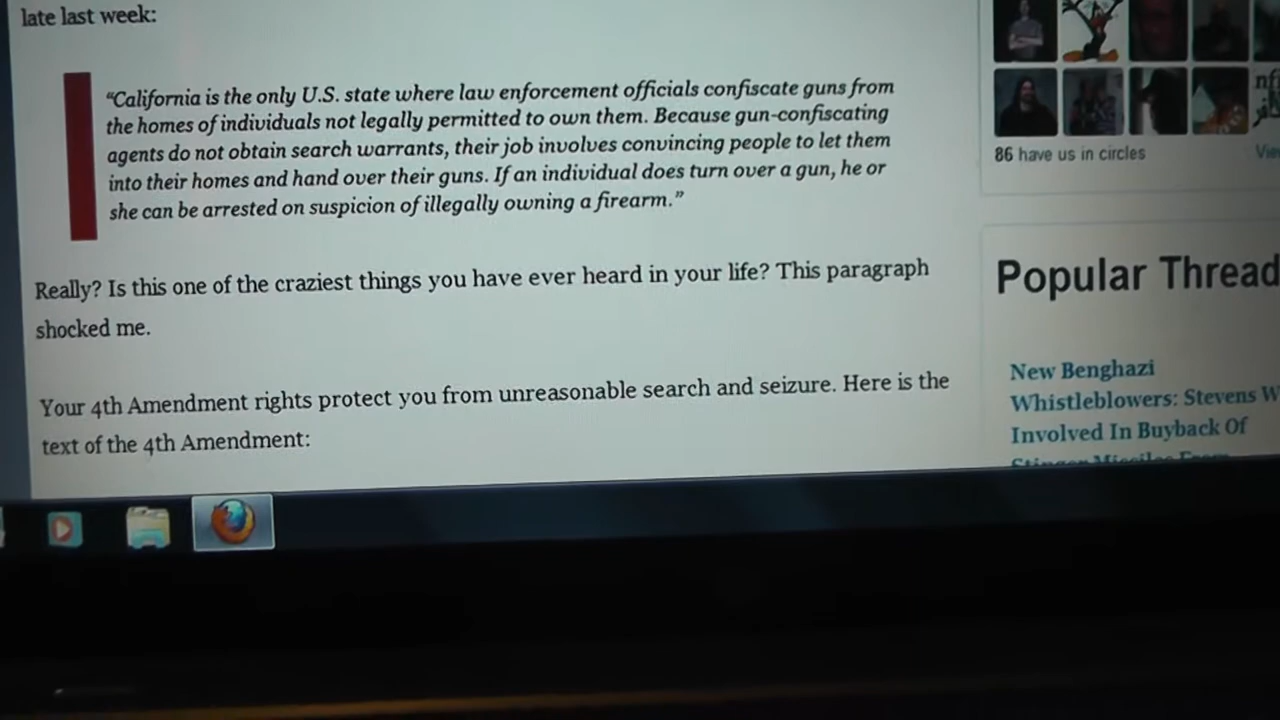 late last week:
“California is the only U.S. state where law enforcement officials confiscate guns from
the homes of individuals not legally permitted to own them. Because gun-confiscating
agents do not obtain search warrants, their job involves convincing people to let them
into their homes and hand over their guns. If an individual does turn over a gun, he or
she can be arrested on suspicion of illegally owning a firearm.”
Really? Is this one of the craziest things you have ever heard in your life? This paragraph
shocked me.
Your 4th Amendment rights protect you from unreasonable search and seizure. Here is the
text of the 4th Amendment:
86 have us in circles
Popular Thread
New Benghazi
Whistleblowers: Stevens W
Involved In Buyback Of
Stinger Missiles From